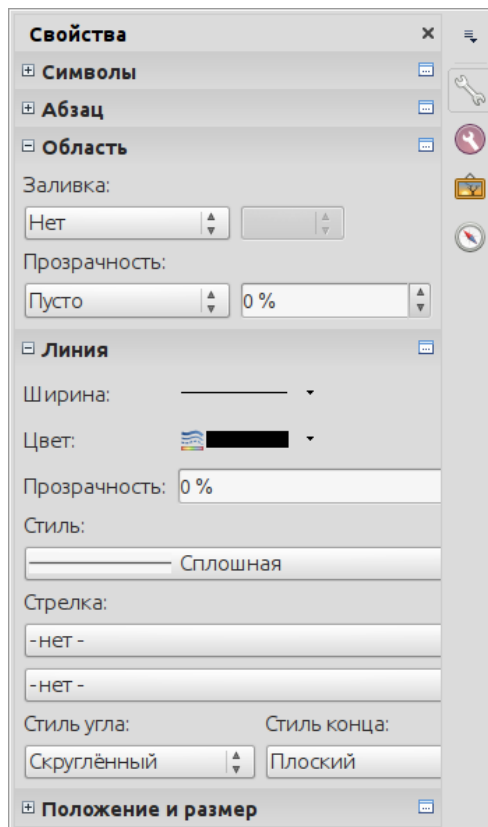 Свойства
Символы
Абзац
Область
Заливка:
Нет
Прозрачность:
Пусто 0 %
Линия
Ширина:
Цвет:
Прозрачность: 0 %
Стиль:
Сплошная
Стрелка:
-нет -
-нет -
Стиль угла: Стиль конца:
Скруглённый Плоский
Положение и размер